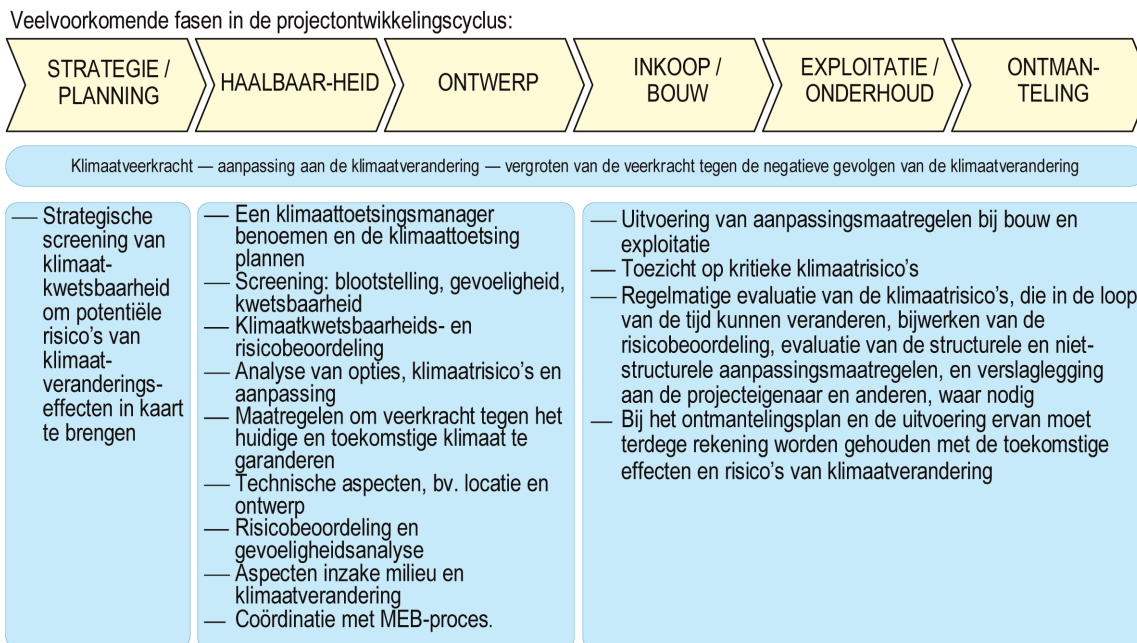 Veelvoorkomende fasen in de projectontwikkelingscyclus:
STRATEGIE /
PLANNING
HAALBAAR-HEID
ONTWERP
INKOOP /
BOUW
EXPLOITATIE /
ONDERHOUD
ONTMAN-
TELING
Klimaatveerkracht — aanpassing aan de klimaatverandering — vergroten van de veerkracht tegen de negatieve gevolgen van de klimaatverandering
— Strategische
screening van
klimaat-
kwetsbaarheid
om potentiële
risico’s van
klimaat-
veranderings-
effecten in kaart
te brengen
— Een klimaattoetsingsmanager
benoemen en de klimaattoetsing
plannen
— Screening: blootstelling, gevoeligheid,
kwetsbaarheid
— Klimaatkwetsbaarheids- en
risicobeoordeling
— Analyse van opties, klimaatrisico’s en
aanpassing
— Maatregelen om veerkracht tegen het
huidige en toekomstige klimaat te
garanderen
— Technische aspecten, bv. locatie en
ontwerp
— Risicobeoordeling en
gevoeligheidsanalyse
— Aspecten inzake milieu en
klimaatverandering
— Coördinatie met MEB-proces.
— Uitvoering van aanpassingsmaatregelen bij bouw en
exploitatie
— Toezicht op kritieke klimaatrisico’s
— Regelmatige evaluatie van de klimaatrisico’s, die in de loop
van de tijd kunnen veranderen, bijwerken van de
risicobeoordeling, evaluatie van de structurele en niet-
structurele aanpassingsmaatregelen, en verslaglegging
aan de projecteigenaar en anderen, waar nodig
— Bij het ontmantelingsplan en de uitvoering ervan moet
terdege rekening worden gehouden met de toekomstige
effecten en risico’s van klimaatverandering